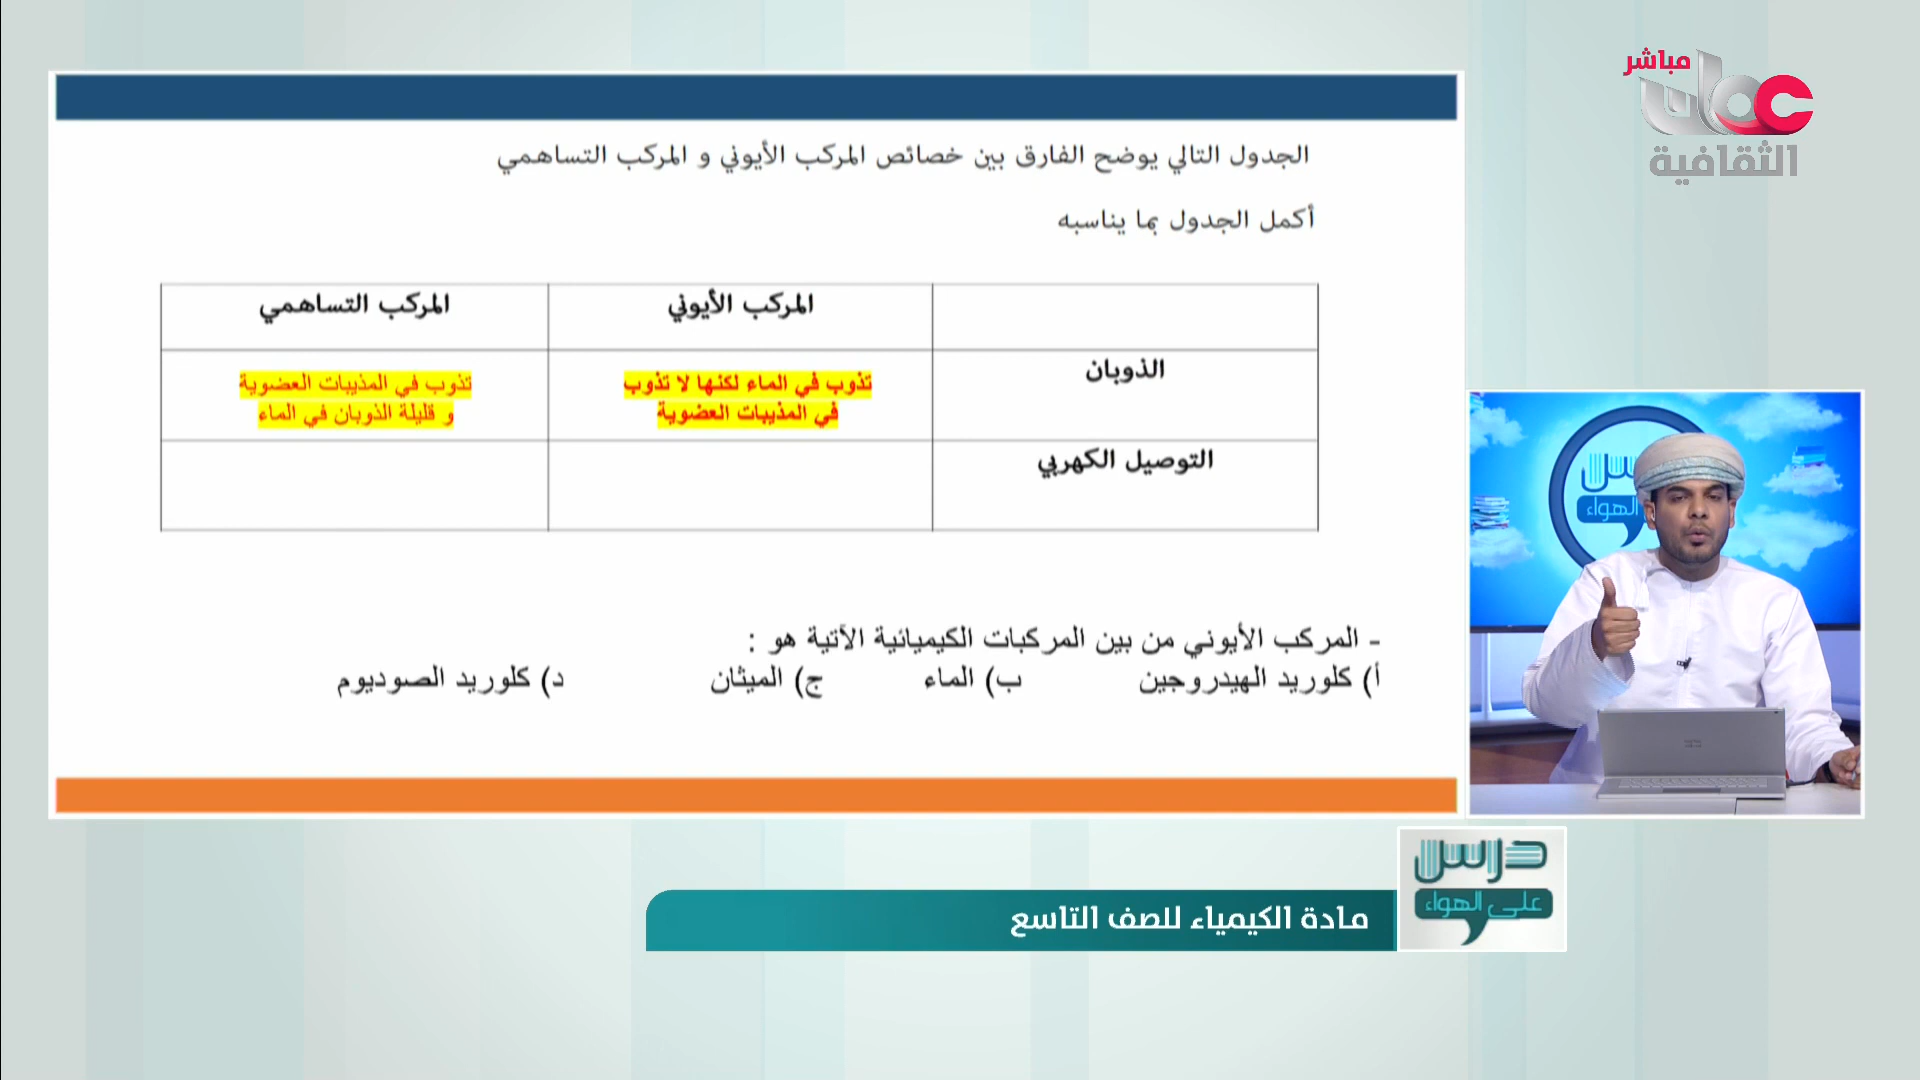 مباشر
عمان
الثقافية
الجدول التالي يوضح الفارق بين خصائص المركب الأيوني و المركب التساهمي
أكمل الجدول بما يناسبه
المركب الأيوني
المركب التساهمي
الذوبان
تذوب في الماء لكنها لا تذوب
في المذيبات العضوية
تذوب في المذيبات العضوية
و قليلة الذوبان في الماء
التوصيل الكهربي
- المركب الأيوني من بين المركبات الكيميائية الآتية هو :
أ) كلوريد الهيدروجين ب) الماء ج) الميثان د) كلوريد الصوديوم
الهواء
درس
على الهواء
مادة الكيمياء للصف التاسع